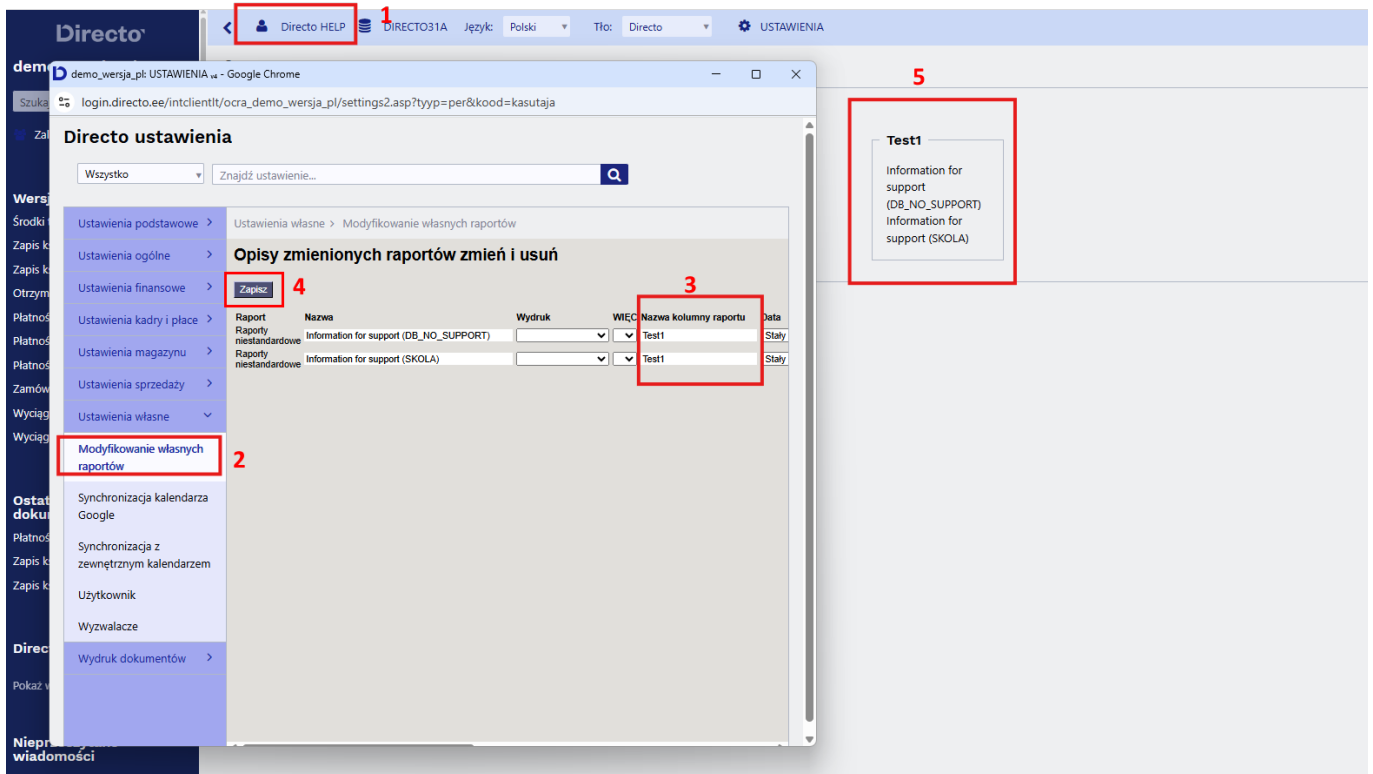 Directo
Directo HELP
1
DIRECTO31A
Język:
Polski
Tło:
Directo
USTAWIENIA
demo_wersja_pl: USTAWIENIA v4 - Google Chrome
Szuka
login.directo.ee/intclientlt/ocra_demo_wersja_pl/settings2.asp?tyyp=per&kood=kasutaja
Zal
Directo ustawienia
Wszystko
Znajdź ustawienie...
Wersj
Środki
Zapis k
Zapis k
Otrzym
Płatnoś
Płatnoś
Płatnoś
Zamów
Wyciąg
Wyciąg
Ostat
doku
Płatnoś
Zapis k
Zapis k
Direc
Pokaż w
Niepr
wiadomości
Ustawienia podstawowe
Ustawienia ogólne
Ustawienia finansowe
Ustawienia kadry i płace
Ustawienia magazynu
Ustawienia sprzedaży
Ustawienia własne
Modyfikowanie własnych
raportów
2
Synchronizacja kalendarza
Google
Synchronizacja z
zewnętrznym kalendarzem
Użytkownik
Wyzwalacze
Wydruk dokumentów
Ustawienia własne > Modyfikowanie własnych raportów
Opisy zmienionych raportów zmień i usuń
Zapisz
4
3
Raport Nazwa Wydruk WIĘC Nazwa kolumny raportu Data
Raporty
niestandardowe Information for support (DB_NO_SUPPORT) Test1 Stały
Raporty
niestandardowe Information for support (SKOLA) Test1 Stały
5
Test1
Information for
support
(DB_NO_SUPPORT)
Information for
support (SKOLA)